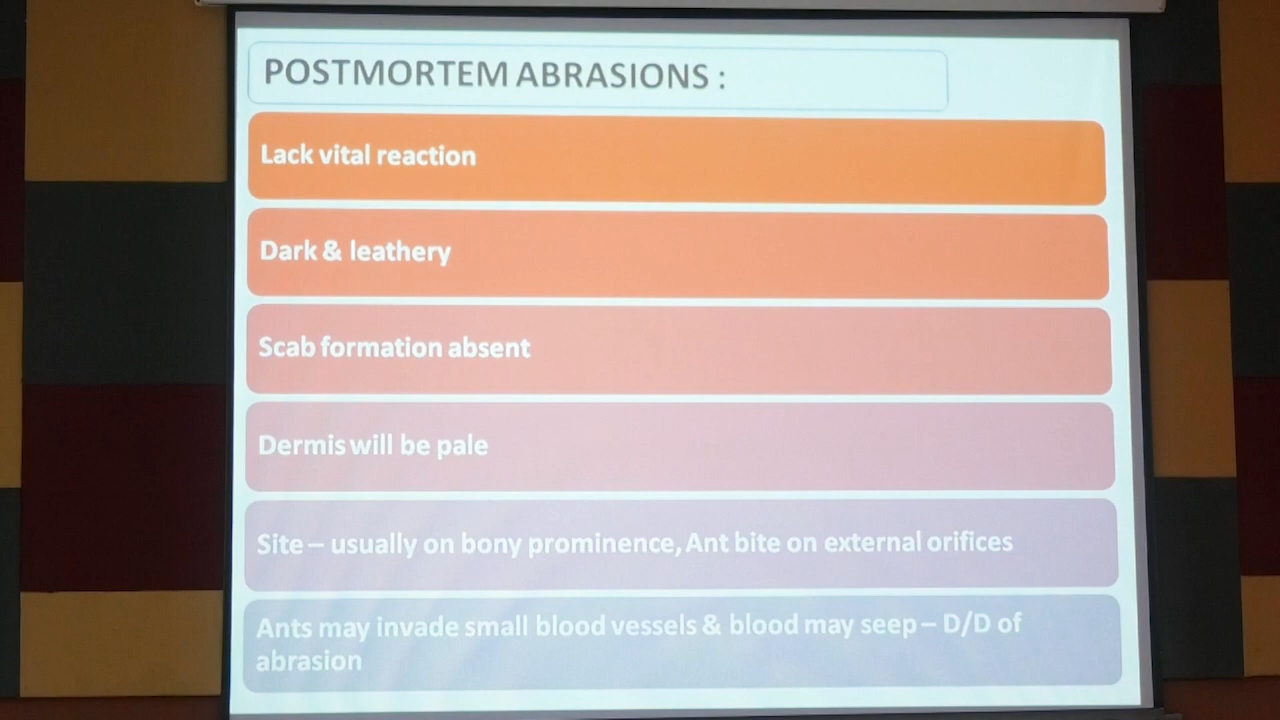 POSTMORTEM ABRASIONS :
Lack vital reaction
Dark & leathery
Scab formation absent
Dermis will be pale
Site – usually on bony prominence, Ant bite on external orifices
Ants may invade small blood vessels & blood may seep – D/D of
abrasion